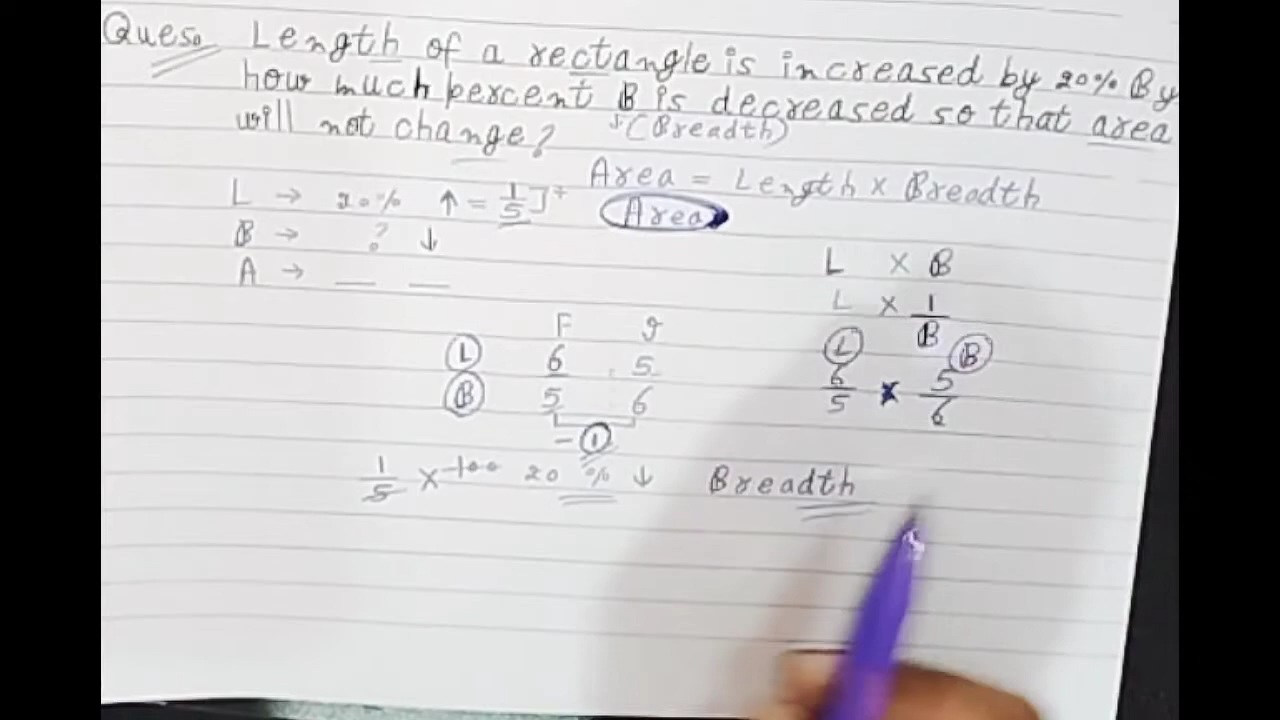 Ques. Length of a rectangle is increased by 20% By
how much percent B is decreased so that area
will not change? ↓(Breadth)
Area = Length × Breadth
L → 20% ↑ = 1/5 ]+ Area
B → ? ↓
A → __ __
L × B
L × 1/B
F I
L 6 5
B 5 6
L B
6/5 × 5/6
- 1
1/5 × 100 20 % ↓ Breadth